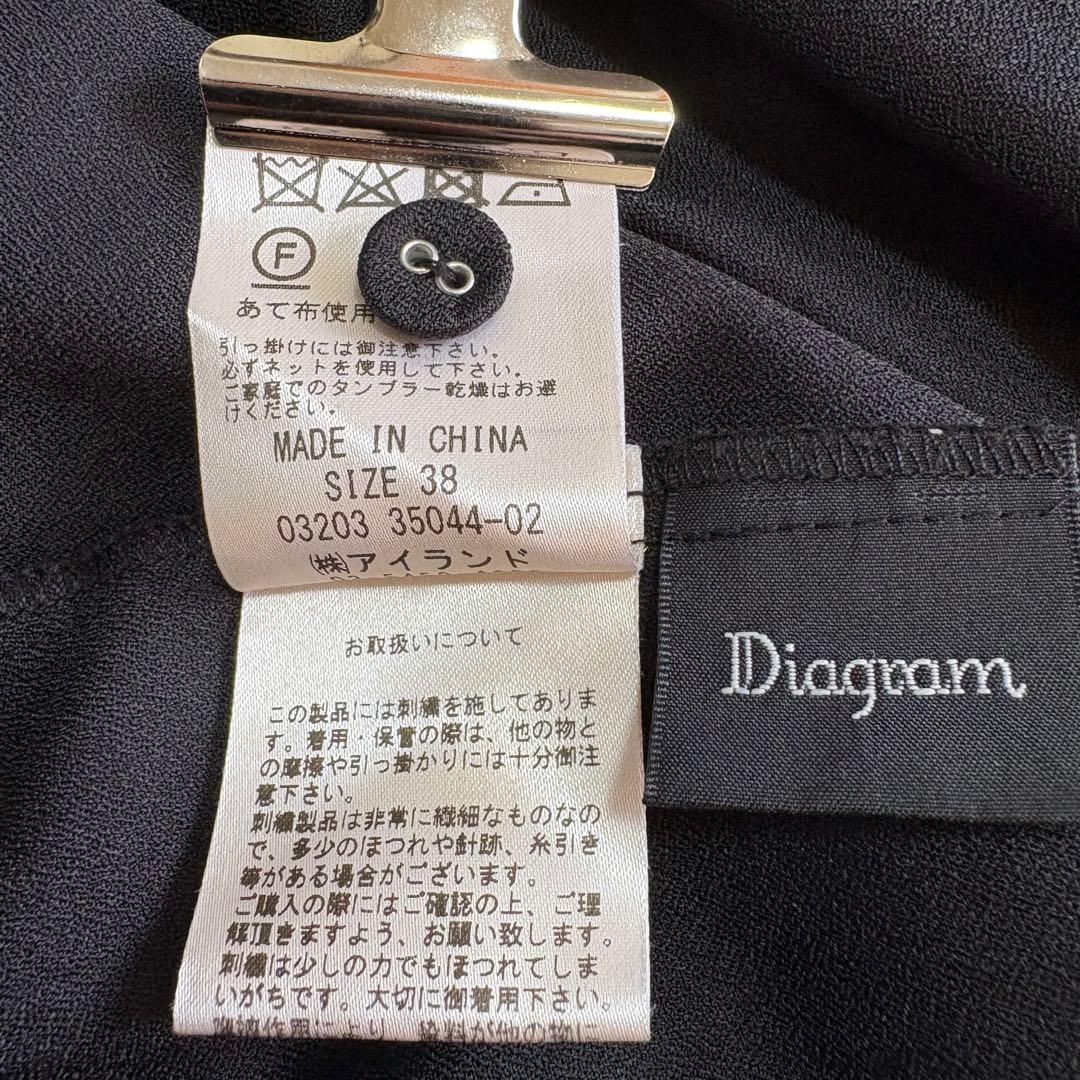 F
あて布使用
引っ掛けには御注意下さい。
必ずネットを使用して下さい。
ご家庭でのタンブラー乾燥はお避
けください。
MADE IN CHINA
SIZE 38
03203 35044-02
㈱アイランド
お取扱いについて
この製品には刺繍を施してありま
す。着用・保管の際は、他の物と
の摩擦や引っ掛かりには十分御注
意下さい。
刺繍製品は非常に繊細なものなの
で、多少のほつれや針跡、糸引き
等がある場合がございます。
ご購入の際にはご確認の上、ご理
解頂きますよう、お願い致します。
刺繍は少しの力でもほつれてしま
いがちです。大切に御着用下さい。
により、染料が他の物に
Diagram